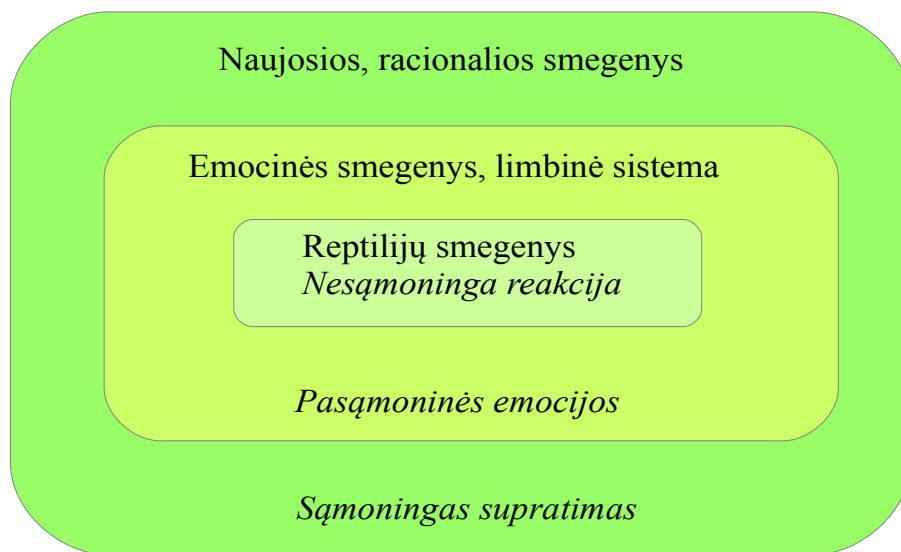 Naujosios, racionalios smegenys
Emocinės smegenys, limbinė sistema
Reptilijų smegenys
Nesąmoninga reakcija
Pasąmoninės emocijos
Sąmoningas supratimas